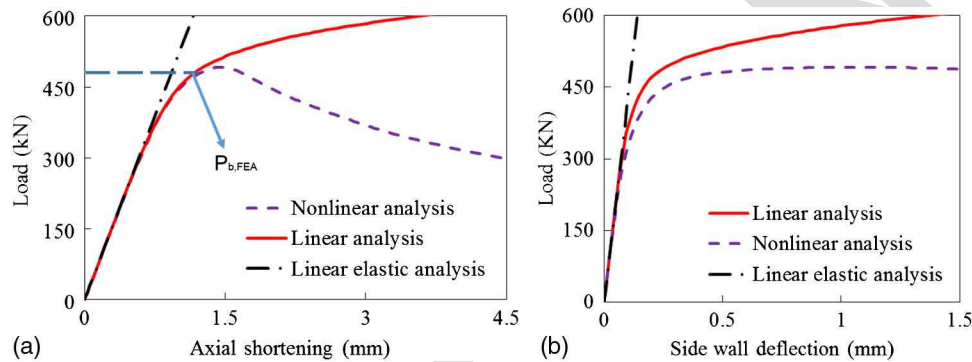 600
450
300
150
0
Load (kN)
P b,FEA
Nonlinear analysis
Linear analysis
Linear elastic analysis
0
1.5
3
4.5
(a)
Axial shortening (mm)
600
450
300
150
0
Load (KN)
Linear analysis
Nonlinear analysis
Linear elastic analysis
0
0.5
1
1.5
(b)
Side wall deflection (mm)